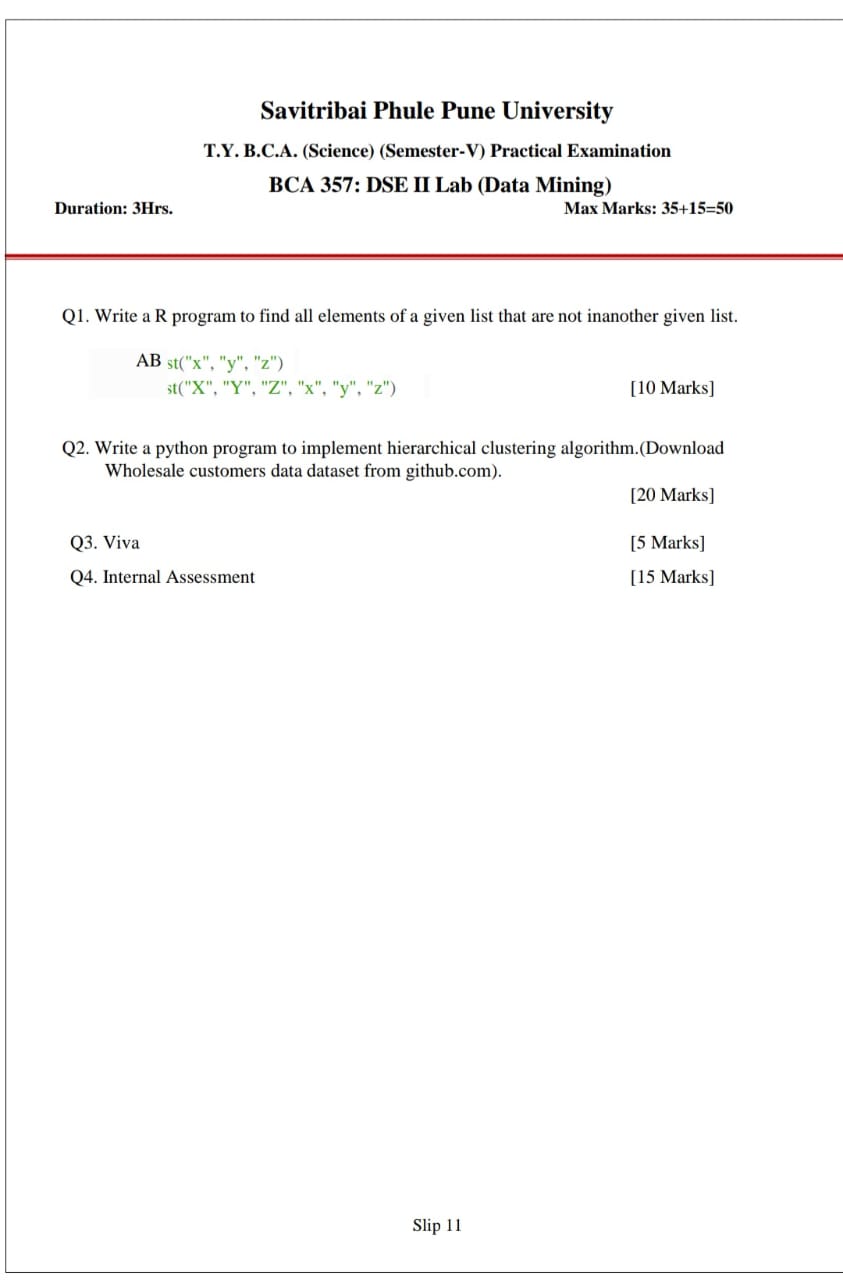 Savitribai Phule Pune University
T.Y. B.C.A. (Science) (Semester-V) Practical Examination
BCA 357: DSE II Lab (Data Mining)
Duration: 3Hrs. Max Marks: 35+15=50
Q1. Write a R program to find all elements of a given list that are not inanother given list.
AB st("x", "y", "z")
st("X", "Y", "Z", "x", "y", "z") [10 Marks]
Q2. Write a python program to implement hierarchical clustering algorithm.(Download
Wholesale customers data dataset from github.com).
[20 Marks]
Q3. Viva [5 Marks]
Q4. Internal Assessment [15 Marks]
Slip 11